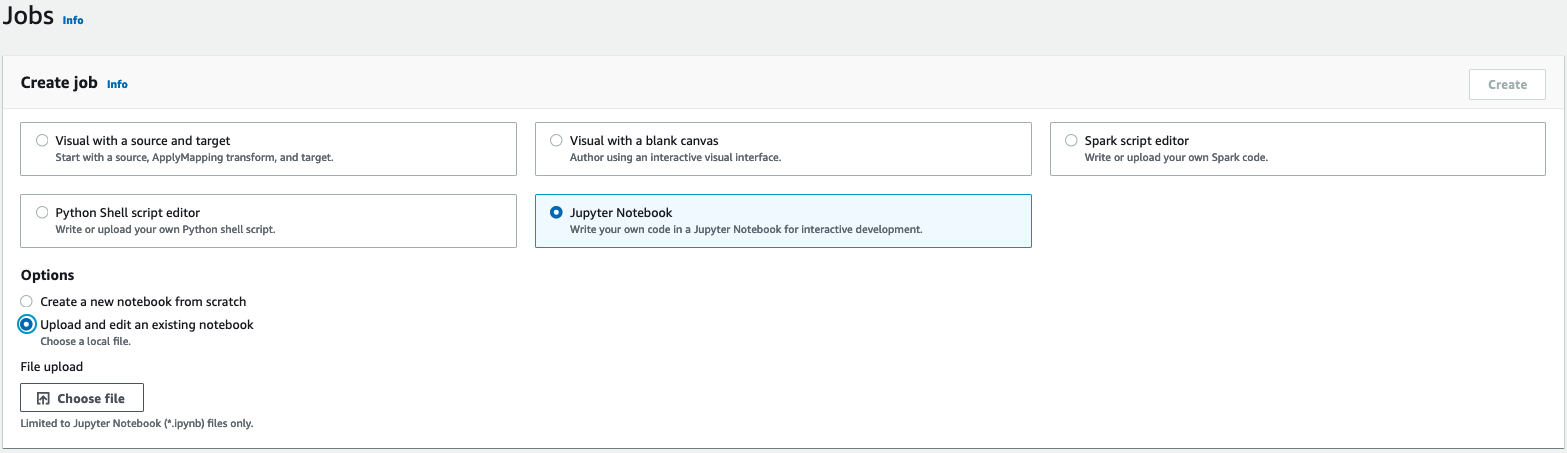 Jobs Info
Create job Info
Create
Visual with a source and target
Start with a source, ApplyMapping transform, and target.
Visual with a blank canvas
Author using an interactive visual interface.
Spark script editor
Write or upload your own Spark code.
Python Shell script editor
Write or upload your own Python shell script.
Jupyter Notebook
Write your own code in a Jupyter Notebook for interactive development.
Options
Create a new notebook from scratch
Upload and edit an existing notebook
Choose a local file.
File upload
Choose file
Limited to Jupyter Notebook (*.ipynb) files only.